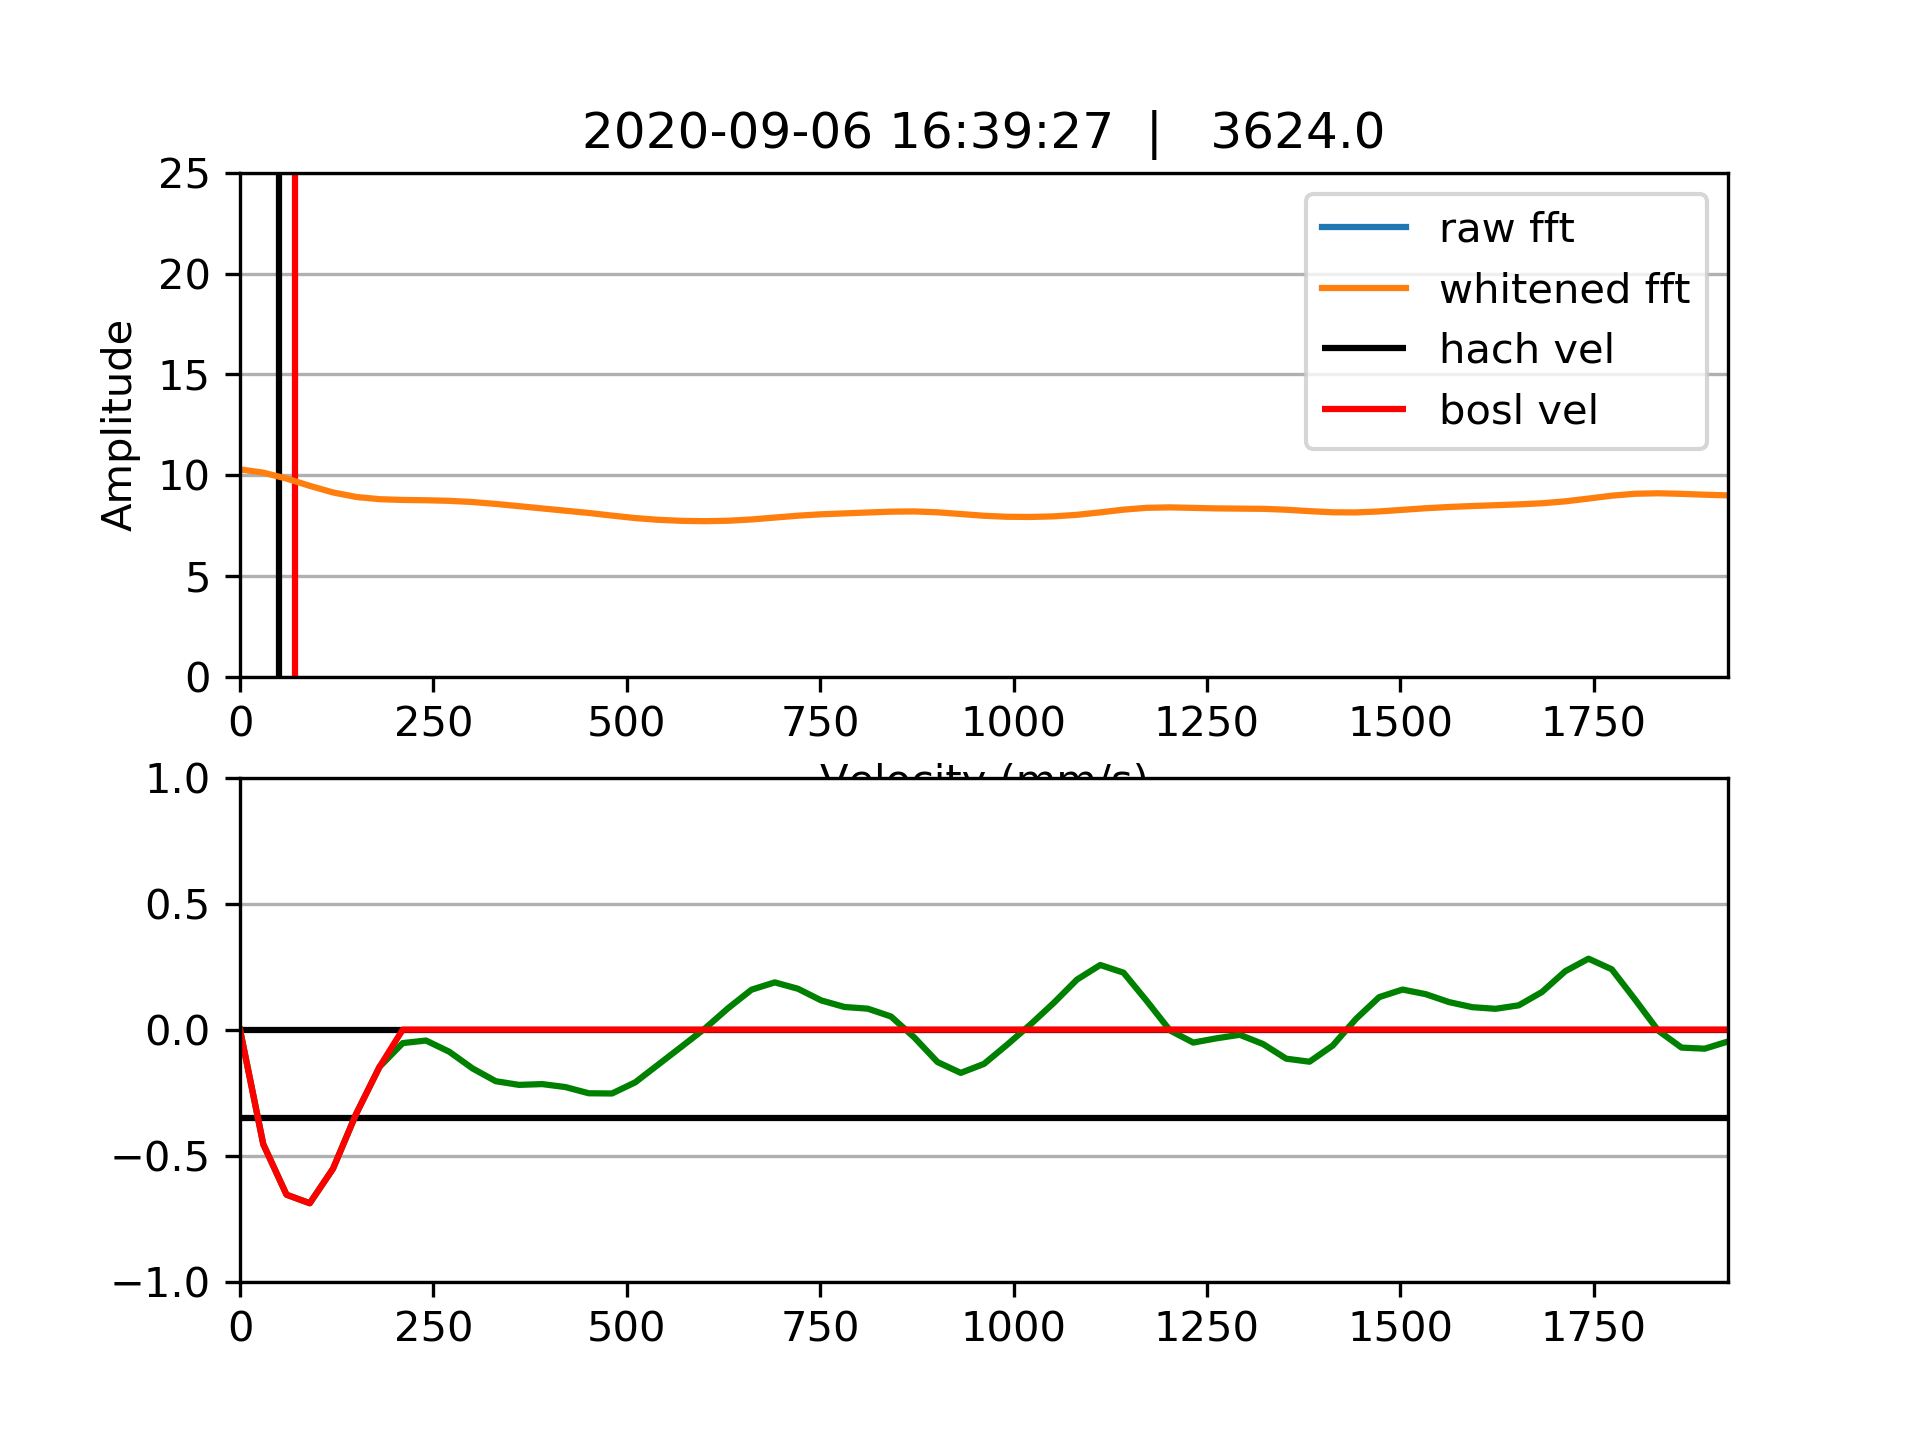 2020-09-06 16:39:27 | 3624.0
25
20
15
10
5
0
Amplitude
raw fft
whitened fft
hach vel
bosl vel
0 250 500 750 1000 1250 1500 1750
Velocity (mm/s)
1.0
0.5
0.0
−0.5
−1.0
0 250 500 750 1000 1250 1500 1750